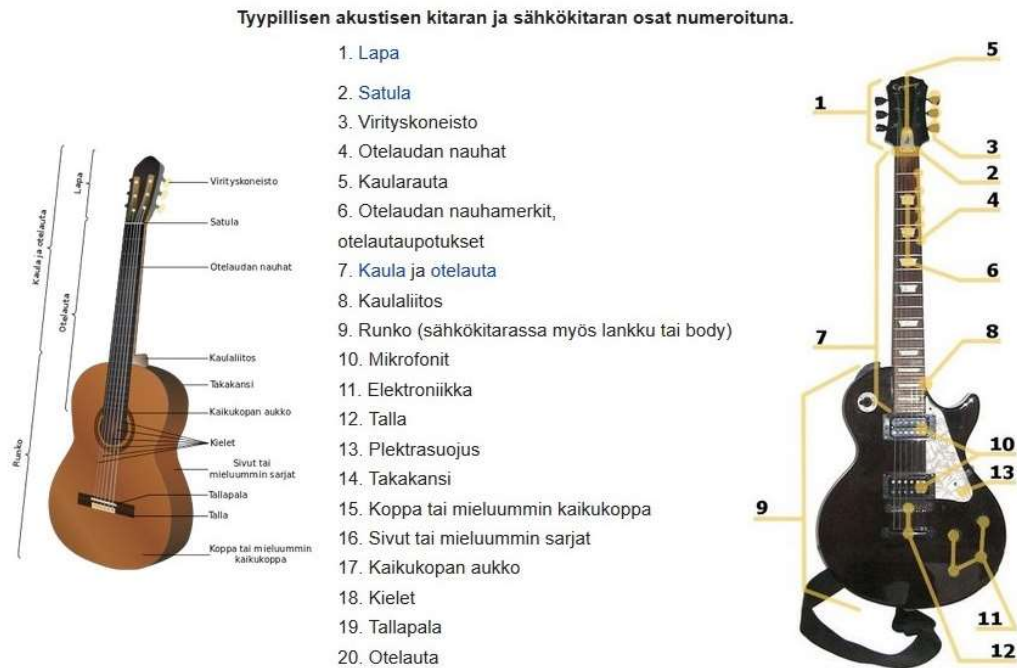 Tyypillisen akustisen kitaran ja sähkökitaran osat numeroituna.
Kaula ja otelauta
Lapa
Otelauta
Runko
Virityskoneisto
Satula
Otelaudan nauhat
Kaulaliitos
Takakansi
Kaikukopan aukko
Kielet
Sivut tai
mieluummin sarjat
Tallapala
Talla
Koppa tai mieluummin
kaikukoppa
1. Lapa
2. Satula
3. Virityskoneisto
4. Otelaudan nauhat
5. Kaularauta
6. Otelaudan nauhamerkit,
otelautaupotukset
7. Kaula ja otelauta
8. Kaulaliitos
9. Runko (sähkökitarassa myös lankku tai body)
10. Mikrofonit
11. Elektroniikka
12. Talla
13. Plektrasuojus
14. Takakansi
15. Koppa tai mieluummin kaikukoppa
16. Sivut tai mieluummin sarjat
17. Kaikukopan aukko
18. Kielet
19. Tallapala
20. Otelauta
5
1
3
2
4
6
7
8
10
13
9
11
12